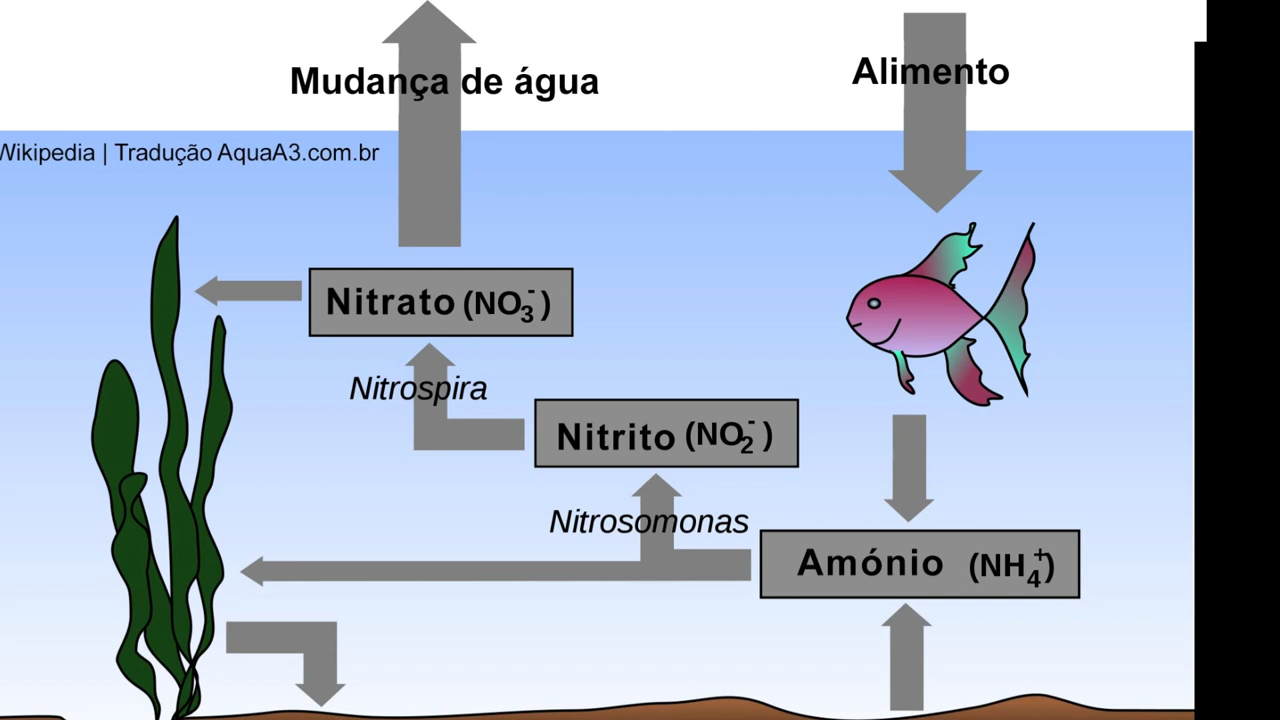 Mudança de água
Alimento
Wikipedia | Tradução AquaA3.com.br
Nitrato (NO₃⁻)
Nitrospira
Nitrito (NO₂⁻)
Nitrosomonas
Amónio (NH₄⁺)